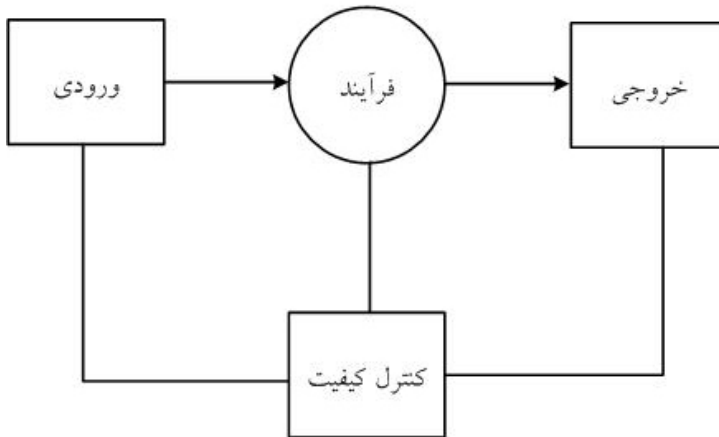 ورودی
فرآیند
خروجی
کنترل کیفیت